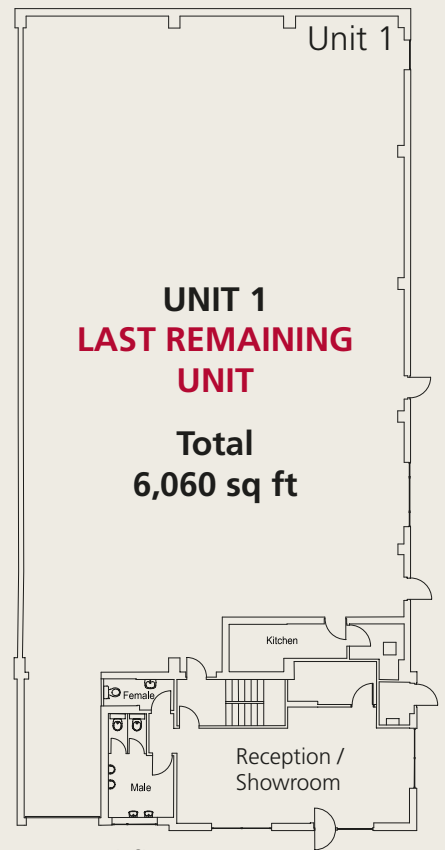 Unit 1
UNIT 1
LAST REMAINING
UNIT
Total
6,060 sq ft
Kitchen
Female
Reception /
Showroom
Male